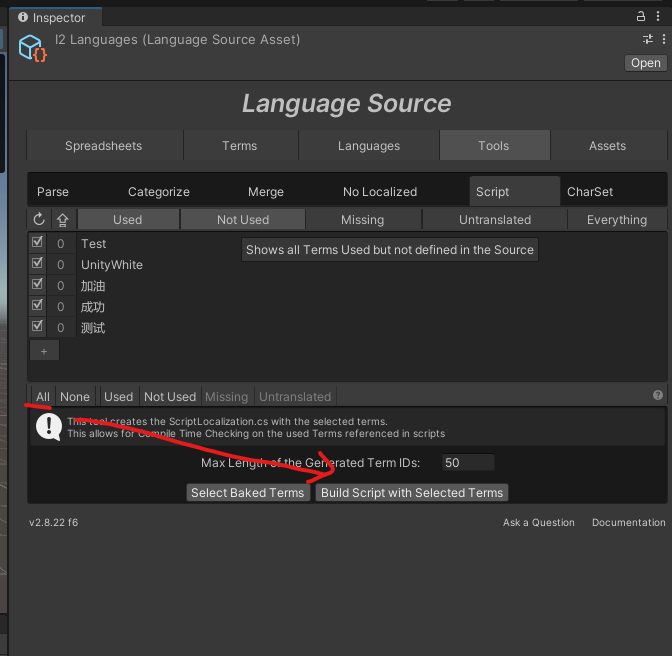 Inspector
I2 Languages (Language Source Asset)
Open
Language Source
Spreadsheets Terms Languages Tools Assets
Parse Categorize Merge No Localized Script CharSet
Used Not Used Missing Untranslated Everything
0 Test
Shows all Terms Used but not defined in the Source
0 UnityWhite
0 加油
0 成功
0 测试
+
All None Used Not Used Missing Untranslated
This tool creates the ScriptLocalization.cs with the selected terms.
This allows for Compile Time Checking on the used Terms referenced in scripts
Max Length of the Generated Term IDs: 50
Select Baked Terms Build Script with Selected Terms
v2.8.22 f6 Ask a Question Documentation